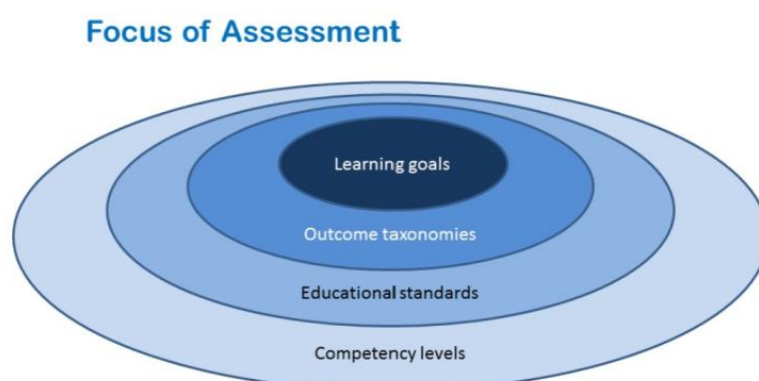 Focus of Assessment
Learning goals
Outcome taxonomies
Educational standards
Competency levels